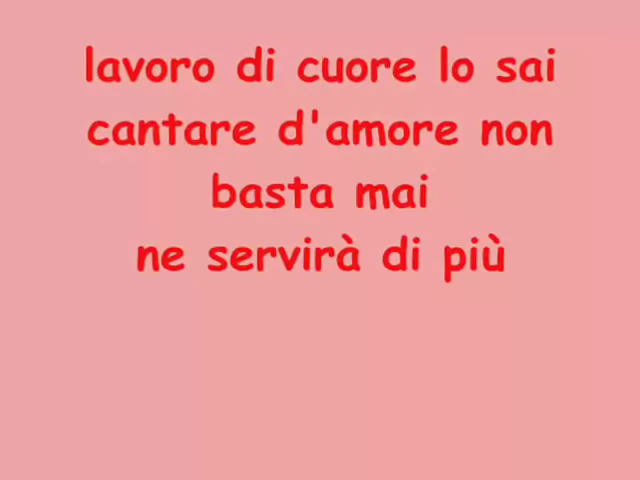 lavoro di cuore lo sai
cantare d'amore non
basta mai
ne servirà di più